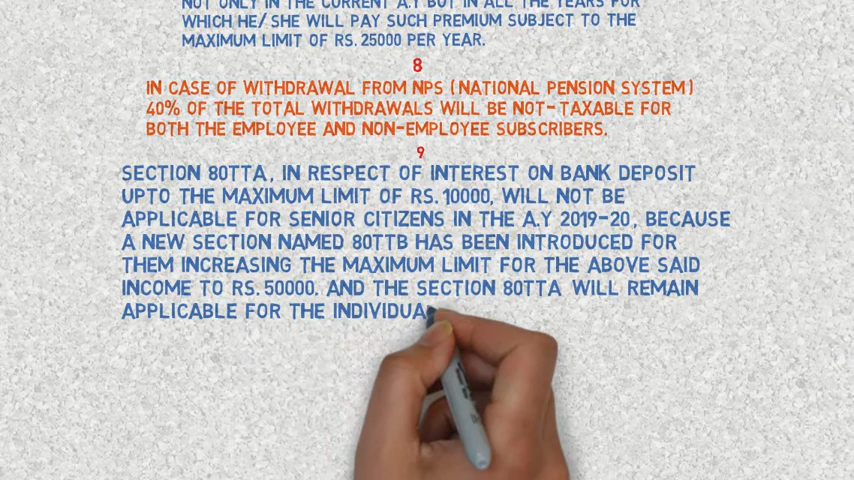 NOT ONLY IN THE CURRENT A.Y BUT IN ALL THE YEARS FOR
WHICH HE/SHE WILL PAY SUCH PREMIUM SUBJECT TO THE
MAXIMUM LIMIT OF RS. 25000 PER YEAR.
8
IN CASE OF WITHDRAWAL FROM NPS (NATIONAL PENSION SYSTEM)
40% OF THE TOTAL WITHDRAWALS WILL BE NOT-TAXABLE FOR
BOTH THE EMPLOYEE AND NON-EMPLOYEE SUBSCRIBERS.
9
SECTION 80TTA, IN RESPECT OF INTEREST ON BANK DEPOSIT
UPTO THE MAXIMUM LIMIT OF RS. 10000, WILL NOT BE
APPLICABLE FOR SENIOR CITIZENS IN THE A.Y 2019-20, BECAUSE
A NEW SECTION NAMED 80TTB HAS BEEN INTRODUCED FOR
THEM INCREASING THE MAXIMUM LIMIT FOR THE ABOVE SAID
INCOME TO RS. 50000. AND THE SECTION 80TTA WILL REMAIN
APPLICABLE FOR THE INDIVIDUA